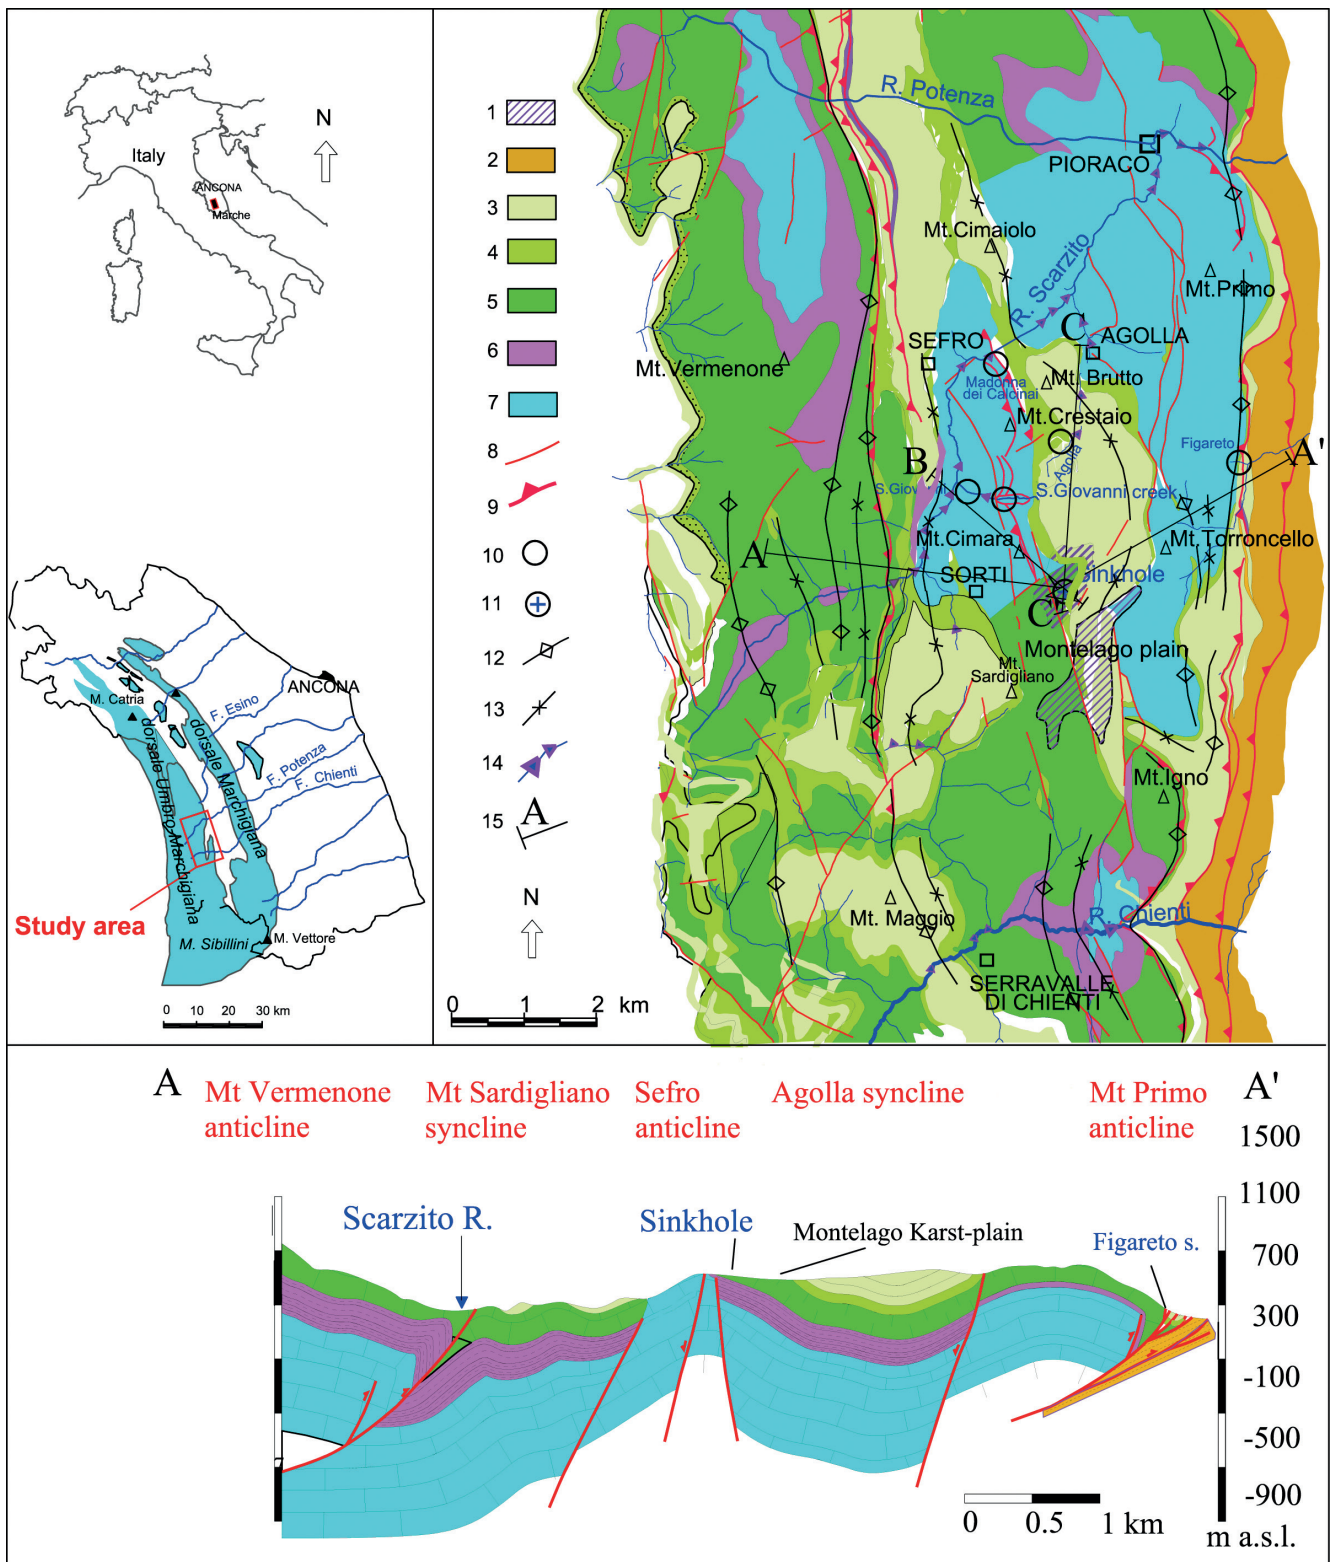 N
Italy
ANCONA
Marche
M. Catria
ANCONA
F. Esino
F. Potenza
F. Chienti
dorsale Umbro-Marchigiana
dorsale Marchigiana
Study area
M. Sibillini
M. Vettore
0 10 20 30 km
1
2
3
4
5
6
7
8
9
10
11
12
13
14
15 A
N
0 1 2 km
R. Potenza
PIORACO
Mt.Cimaiolo
R. Scarzito
Mt.Primo
SEFRO
C
AGOLLA
Mt.Vermenone
Madonna
dei Calcinai
Mt. Brutto
Mt.Crestaio
Agolla
Figareto
A'
B
S.Giov
S.Giovanni creek
Mt.Cimara
Mt.Torroncello
A
SORTI
Sinkhole
C'
Montelago plain
Mt.
Sardigliano
Mt.Igno
Mt. Maggio
R. Chienti
SERRAVALLE
DI CHIENTI
A
Mt Vermenone
anticline
Mt Sardigliano
syncline
Sefro
anticline
Agolla syncline
Mt Primo
anticline
A'
1500
1100
700
300
-100
-500
-900
m a.s.l.
Scarzito R.
Sinkhole
Montelago Karst-plain
Figareto s.
0 0.5 1 km